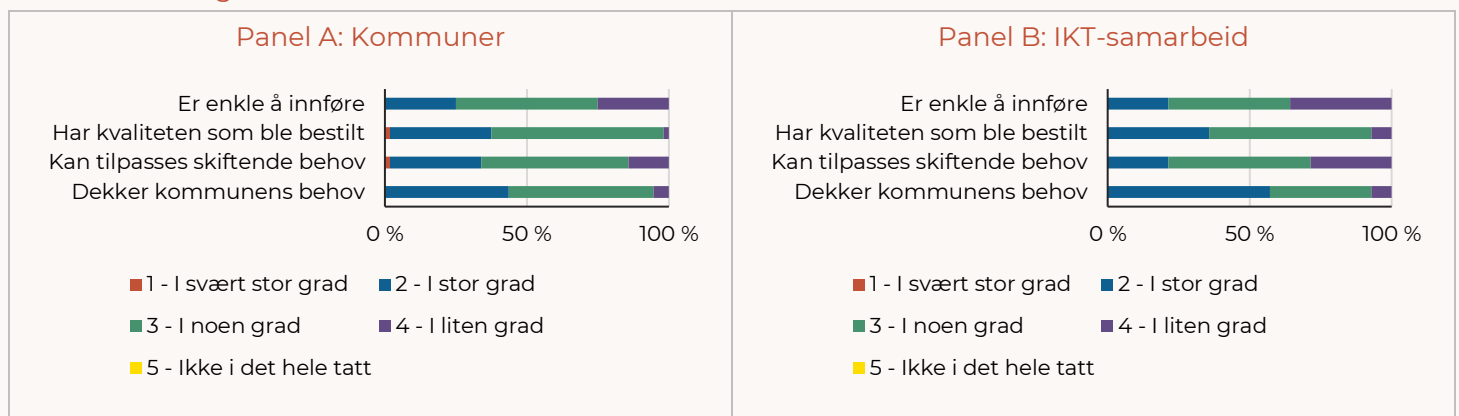 Panel A: Kommuner
Er enkle å innføre
Har kvaliteten som ble bestilt
Kan tilpasses skiftende behov
Dekker kommunens behov
0 % 50 % 100 %
1 - I svært stor grad 2 - I stor grad
3 - I noen grad 4 - I liten grad
5 - Ikke i det hele tatt
Panel B: IKT-samarbeid
Er enkle å innføre
Har kvaliteten som ble bestilt
Kan tilpasses skiftende behov
Dekker kommunens behov
0 % 50 % 100 %
1 - I svært stor grad 2 - I stor grad
3 - I noen grad 4 - I liten grad
5 - Ikke i det hele tatt